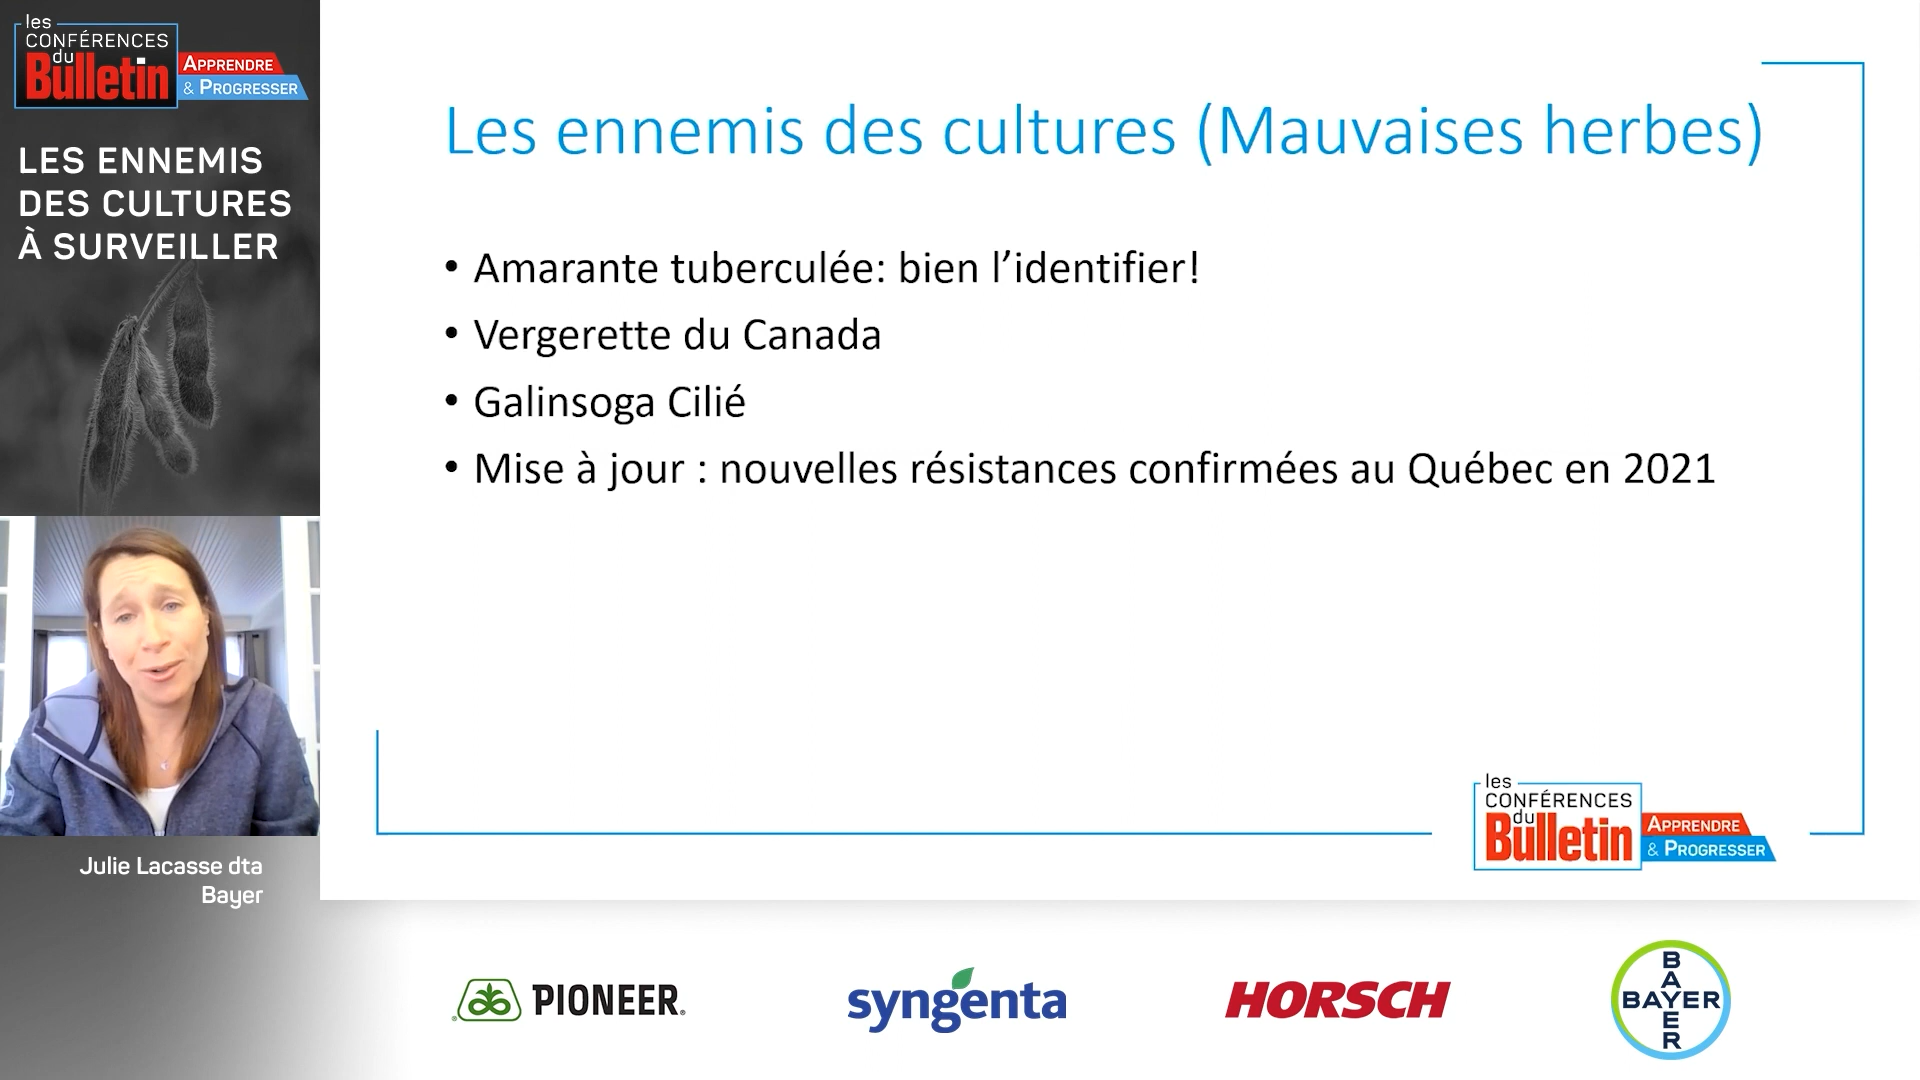 les
CONFÉRENCES
du
Bulletin
APPRENDRE
& PROGRESSER
LES ENNEMIS
DES CULTURES
À SURVEILLER
Julie Lacasse dta
Bayer
Les ennemis des cultures (Mauvaises herbes)
• Amarante tuberculée: bien l’identifier!
• Vergerette du Canada
• Galinsoga Cilié
• Mise à jour : nouvelles résistances confirmées au Québec en 2021
les
CONFÉRENCES
du
Bulletin
APPRENDRE
& PROGRESSER
PIONEER
syngenta
HORSCH
BAYER
BAYER